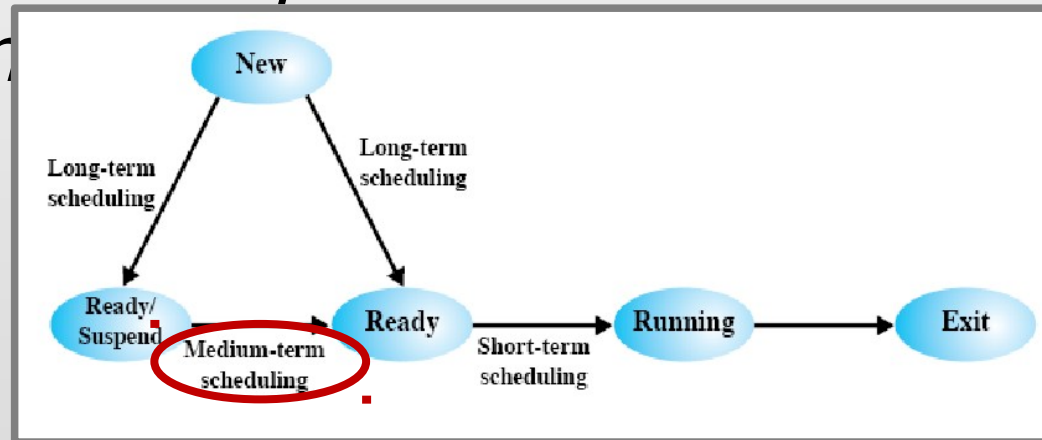 New
Long-term
scheduling
Long-term
scheduling
Ready/
Suspend
Ready
Running
Exit
Medium-term
scheduling
Short-term
scheduling